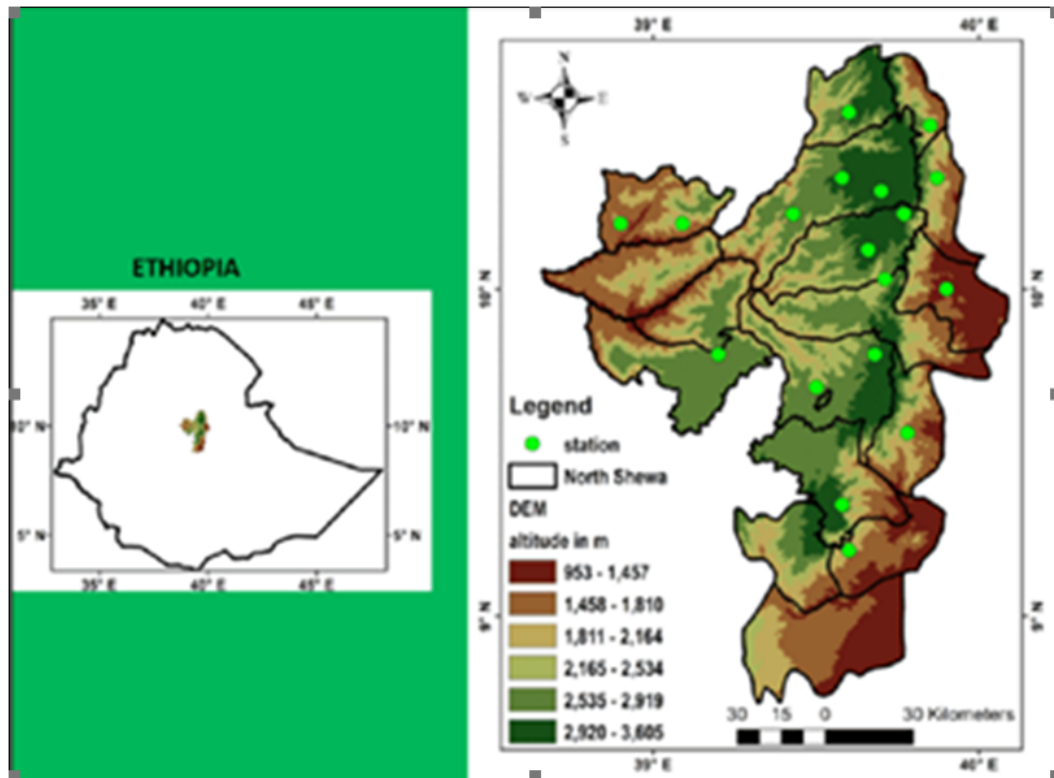 ETHIOPIA
35° E 40° E 45° E
10° N 10° N
5° N 5° N
35° E 40° E 45° E
39° E 40° E
N
W E
S
10° N 10° N
9° N 9° N
Legend
station
North Shewa
DEM
altitude in m
953 - 1,457
1,458 - 1,810
1,811 - 2,164
2,165 - 2,534
2,535 - 2,919
2,920 - 3,605
30 15 0 30 Kilometers
39° E 40° E